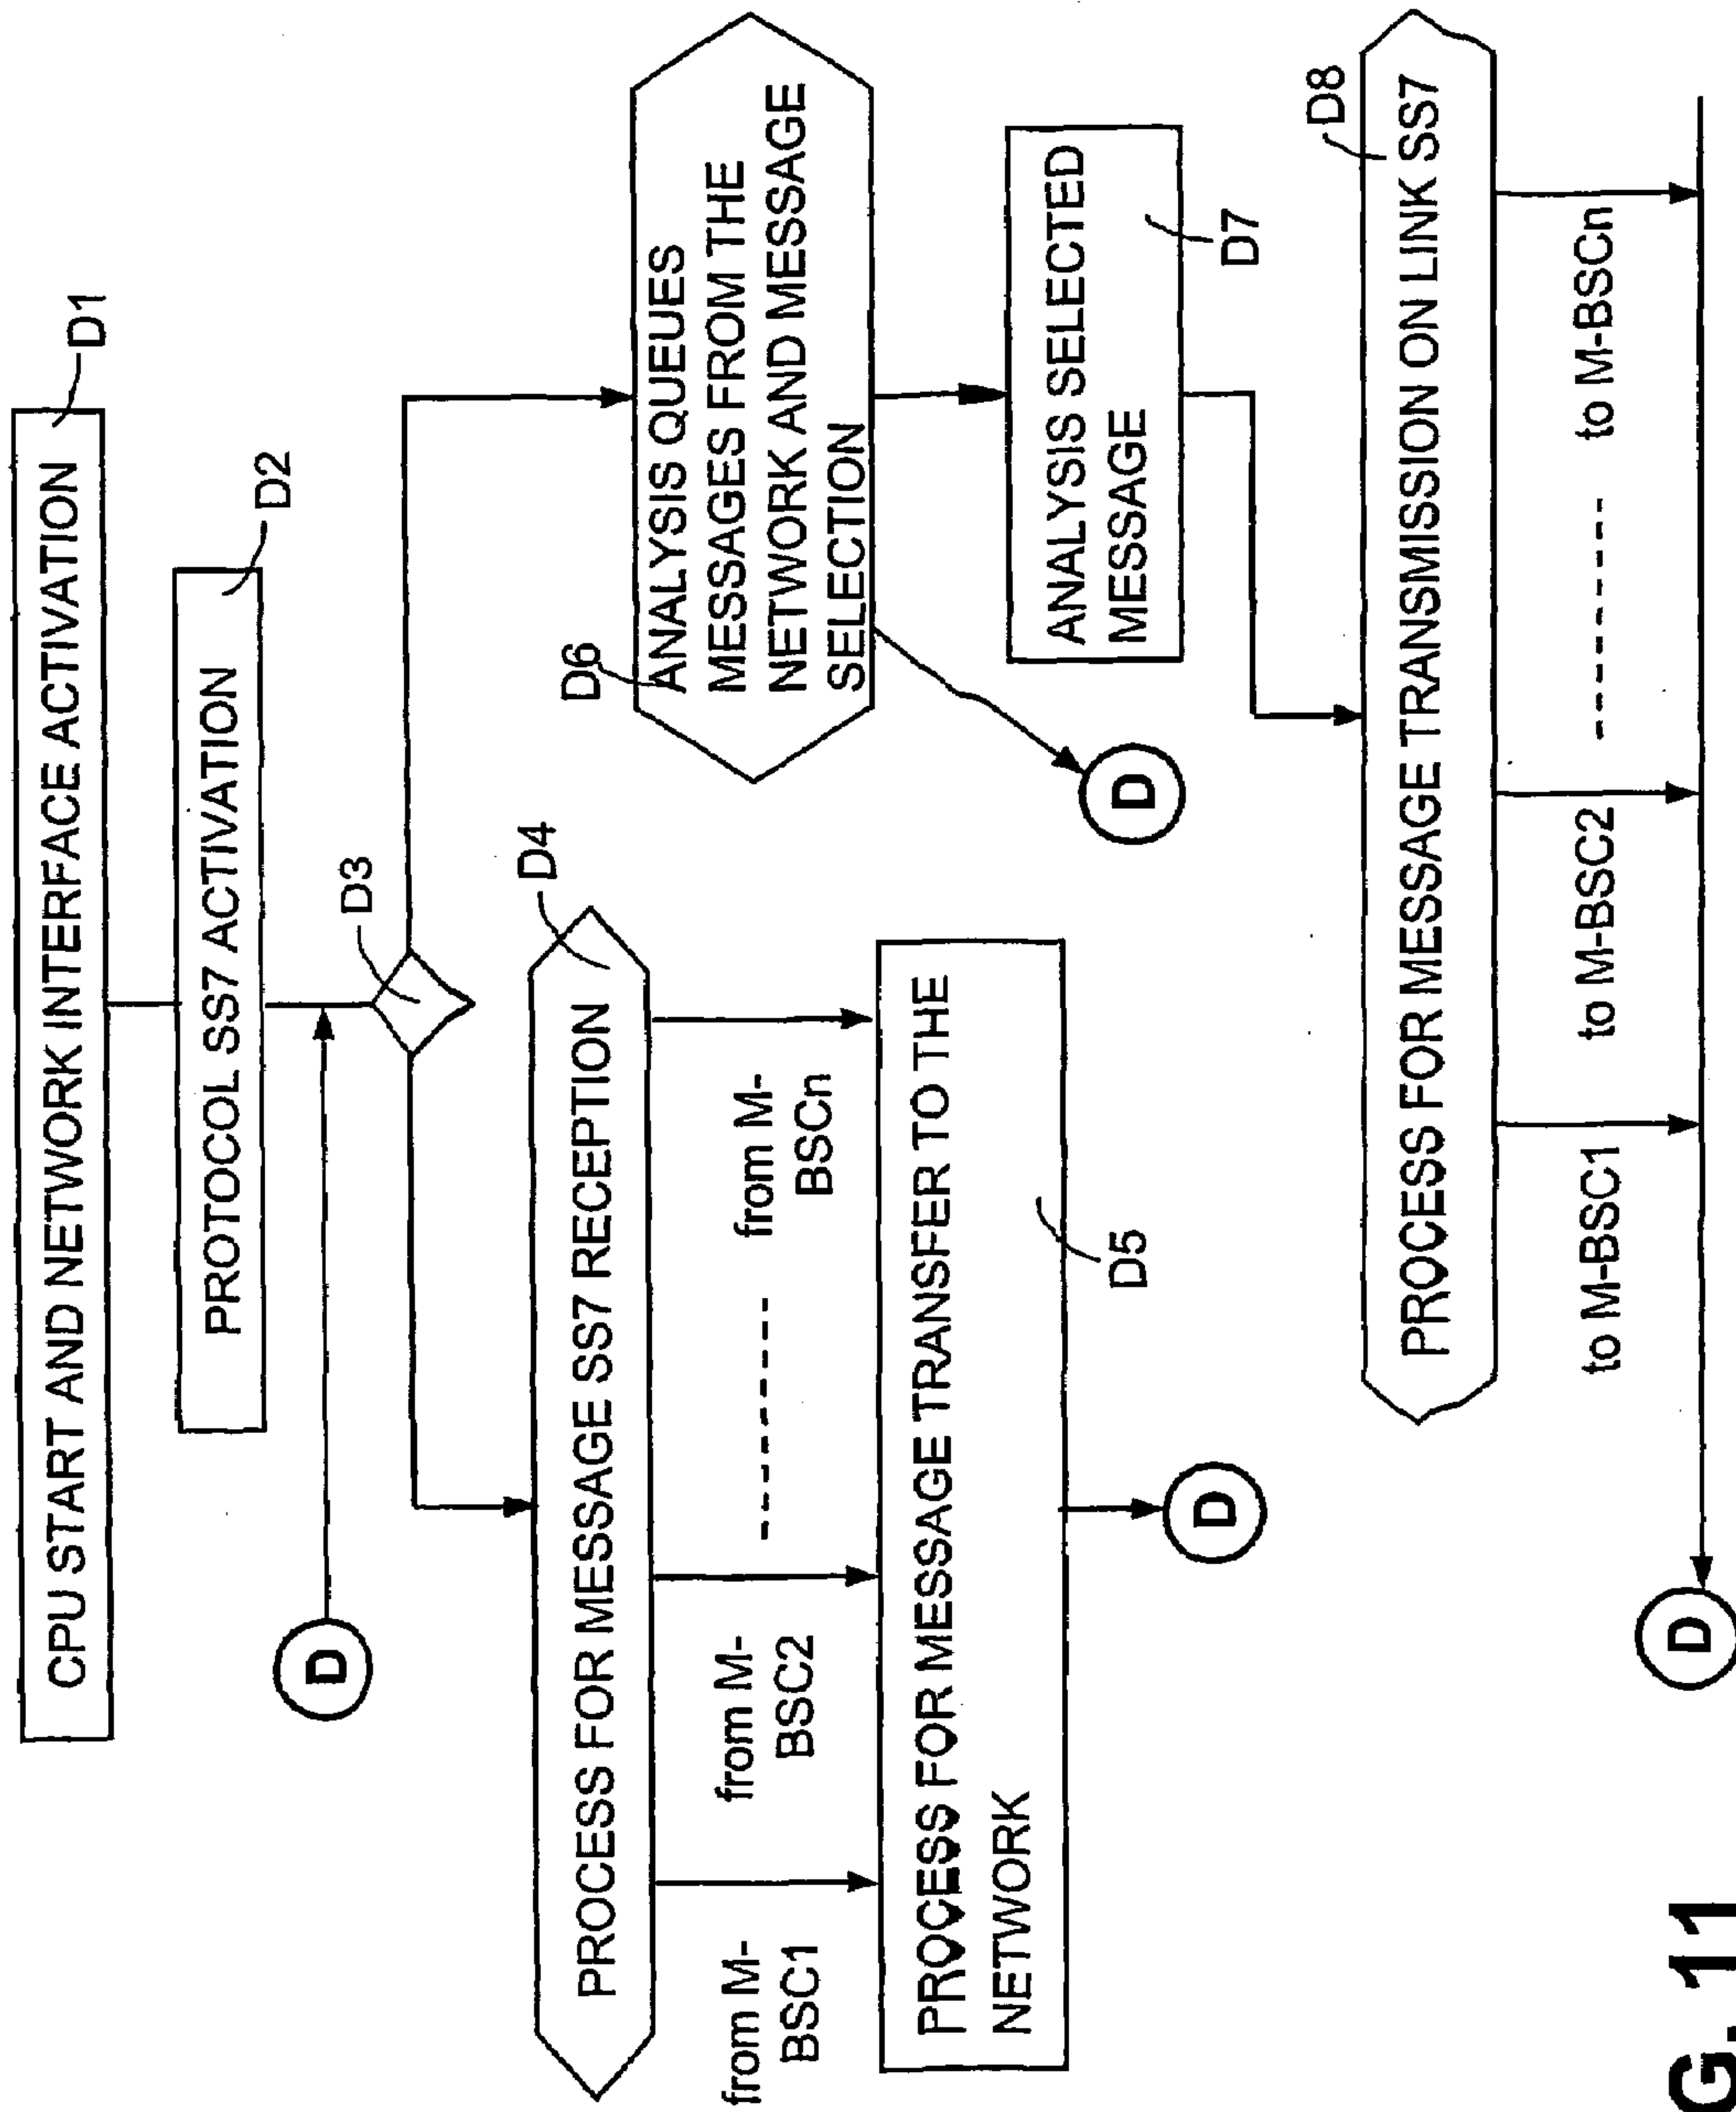 CPU START AND NETWORK INTERFACE ACTIVATION
D1
PROTOCOL SS7 ACTIVATION
D2
D
D3
PROCESS FOR MESSAGE SS7 RECEPTION
D4
from M-
BSC1
from M-
BSC2
from M-
BSCn
PROCESS FOR MESSAGE TRANSFER TO THE
NETWORK
D5
D
D6
ANALYSIS QUEUES
MESSAGES FROM THE
NETWORK AND MESSAGE
SELECTION
D
ANALYSIS SELECTED
MESSAGE
D7
D8
PROCESS FOR MESSAGE TRANSMISSION ON LINK SS7
to M-BSC1
to M-BSC2
to M-BSCn
D
G. 11